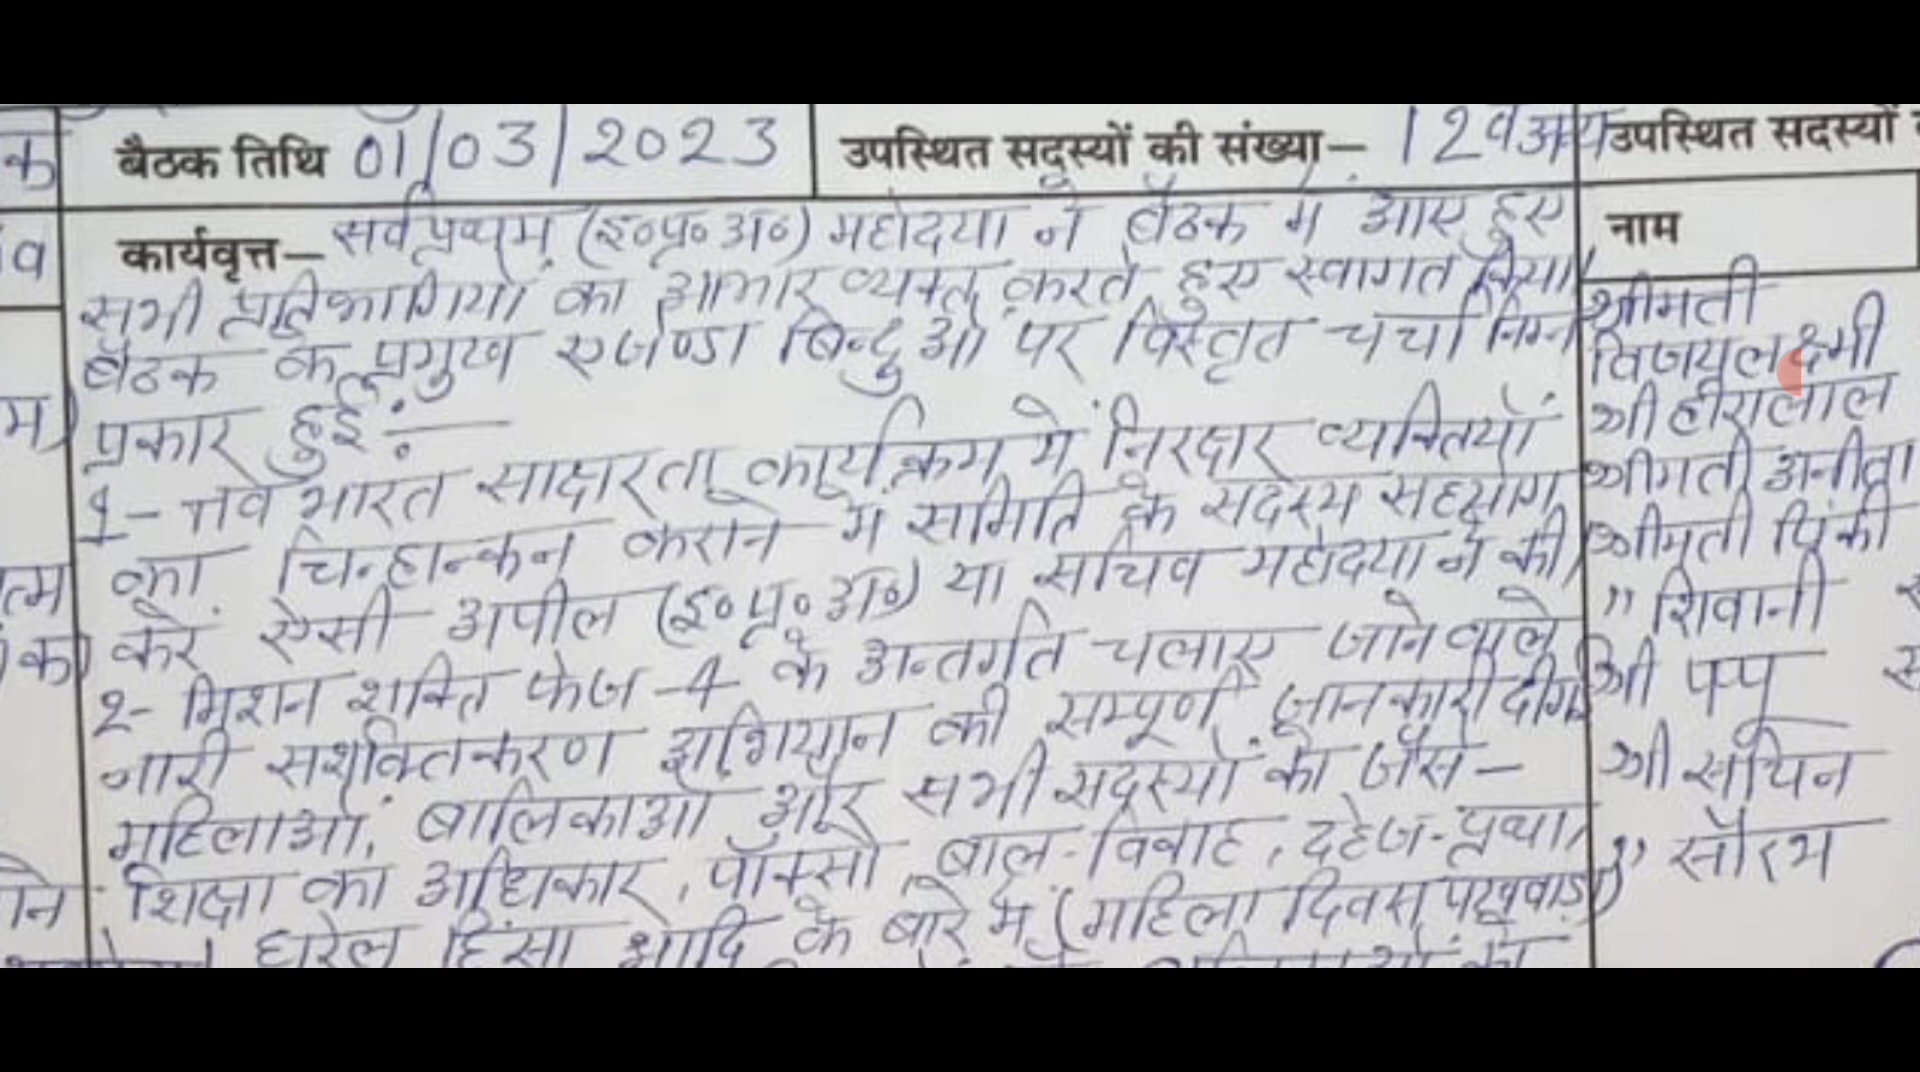 बैठक तिथि 01/03/2023 उपस्थित सदस्यों की संख्या– 12 व अन्य उपस्थित सदस्यों
कार्यवृत्त– सर्वप्रथम (इ०प्र०अ०) महोदया ने बैठक में आए हुए
सभी प्रतिभागियों का आभार व्यक्त करते हुए स्वागत किया।
बैठक के प्रमुख एजेण्डा बिन्दुओं पर विस्तृत चर्चा निम्न
प्रकार हुई:–
1– नव भारत साक्षरता कार्यक्रम में निरक्षर व्यक्तियों
का चिन्हान्कन कराने में समिति के सदस्य सहयोग
करें ऐसी अपील (इ०प्र०अ०) या सचिव महोदया ने की।
2– मिशन शक्ति फेज–4 के अन्तर्गत चलाए जाने वाले
नारी सशक्तिकरण अभियान की सम्पूर्ण जानकारी दी
महिलाओं, बालिकाओं और सभी सदस्यों को जैसे–
शिक्षा का अधिकार, पॉक्सो, बाल-विवाह, दहेज-प्रथा,
घरेलू हिंसा आदि के बारे में (महिला दिवस पखवाड़ा)
नाम
श्रीमती
विजयलक्ष्मी
श्री हीरालाल
श्रीमती अनीता
श्रीमती पिंकी
" शिवानी
श्री पप्पू
श्री सचिन
" सौरभ